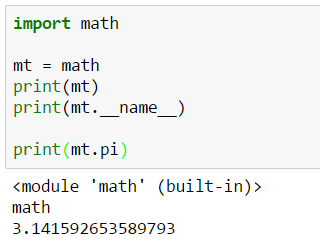 import math
mt = math
print(mt)
print(mt.__name__)
print(mt.pi)
<module 'math' (built-in)>
math
3.141592653589793